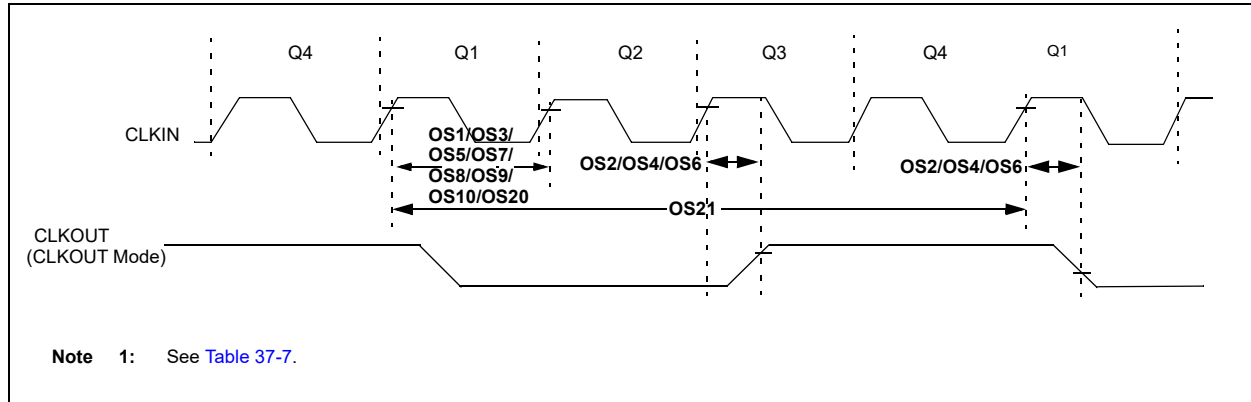 Q4 Q1 Q2 Q3 Q4 Q1
CLKIN
OS1/OS3/
OS5/OS7/
OS8/OS9/
OS10/OS20
OS2/OS4/OS6
OS2/OS4/OS6
OS21
CLKOUT
(CLKOUT Mode)
Note 1: See Table 37-7.